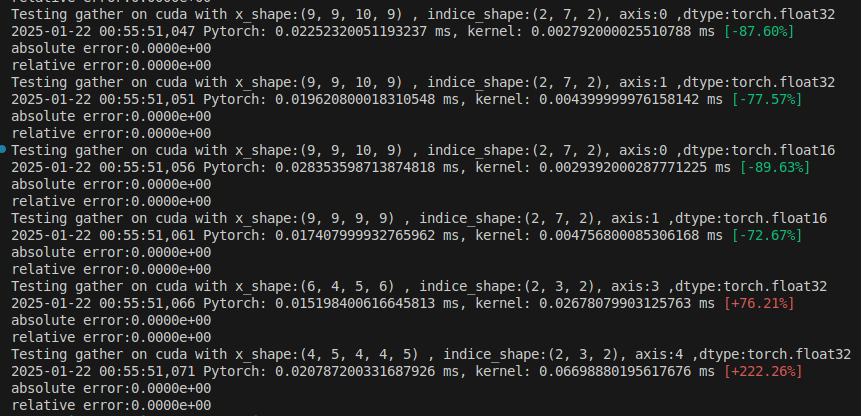 relative error:0.0000e+00
Testing gather on cuda with x_shape:(9, 9, 10, 9) , indice_shape:(2, 7, 2), axis:0 ,dtype:torch.float32
2025-01-22 00:55:51,047 Pytorch: 0.02252320051193237 ms, kernel: 0.002792000025510788 ms [-87.60%]
absolute error:0.0000e+00
relative error:0.0000e+00
Testing gather on cuda with x_shape:(9, 9, 10, 9) , indice_shape:(2, 7, 2), axis:1 ,dtype:torch.float32
2025-01-22 00:55:51,051 Pytorch: 0.019620800018310548 ms, kernel: 0.004399999976158142 ms [-77.57%]
absolute error:0.0000e+00
relative error:0.0000e+00
Testing gather on cuda with x_shape:(9, 9, 10, 9) , indice_shape:(2, 7, 2), axis:0 ,dtype:torch.float16
2025-01-22 00:55:51,056 Pytorch: 0.028353598713874818 ms, kernel: 0.0029392000287771225 ms [-89.63%]
absolute error:0.0000e+00
relative error:0.0000e+00
Testing gather on cuda with x_shape:(9, 9, 9, 9) , indice_shape:(2, 7, 2), axis:1 ,dtype:torch.float16
2025-01-22 00:55:51,061 Pytorch: 0.017407999932765962 ms, kernel: 0.004756800085306168 ms [-72.67%]
absolute error:0.0000e+00
relative error:0.0000e+00
Testing gather on cuda with x_shape:(6, 4, 5, 6) , indice_shape:(2, 3, 2), axis:3 ,dtype:torch.float32
2025-01-22 00:55:51,066 Pytorch: 0.015198400616645813 ms, kernel: 0.02678079903125763 ms [+76.21%]
absolute error:0.0000e+00
relative error:0.0000e+00
Testing gather on cuda with x_shape:(4, 5, 4, 4, 5) , indice_shape:(2, 3, 2), axis:4 ,dtype:torch.float32
2025-01-22 00:55:51,071 Pytorch: 0.020787200331687926 ms, kernel: 0.06698880195617676 ms [+222.26%]
absolute error:0.0000e+00
relative error:0.0000e+00